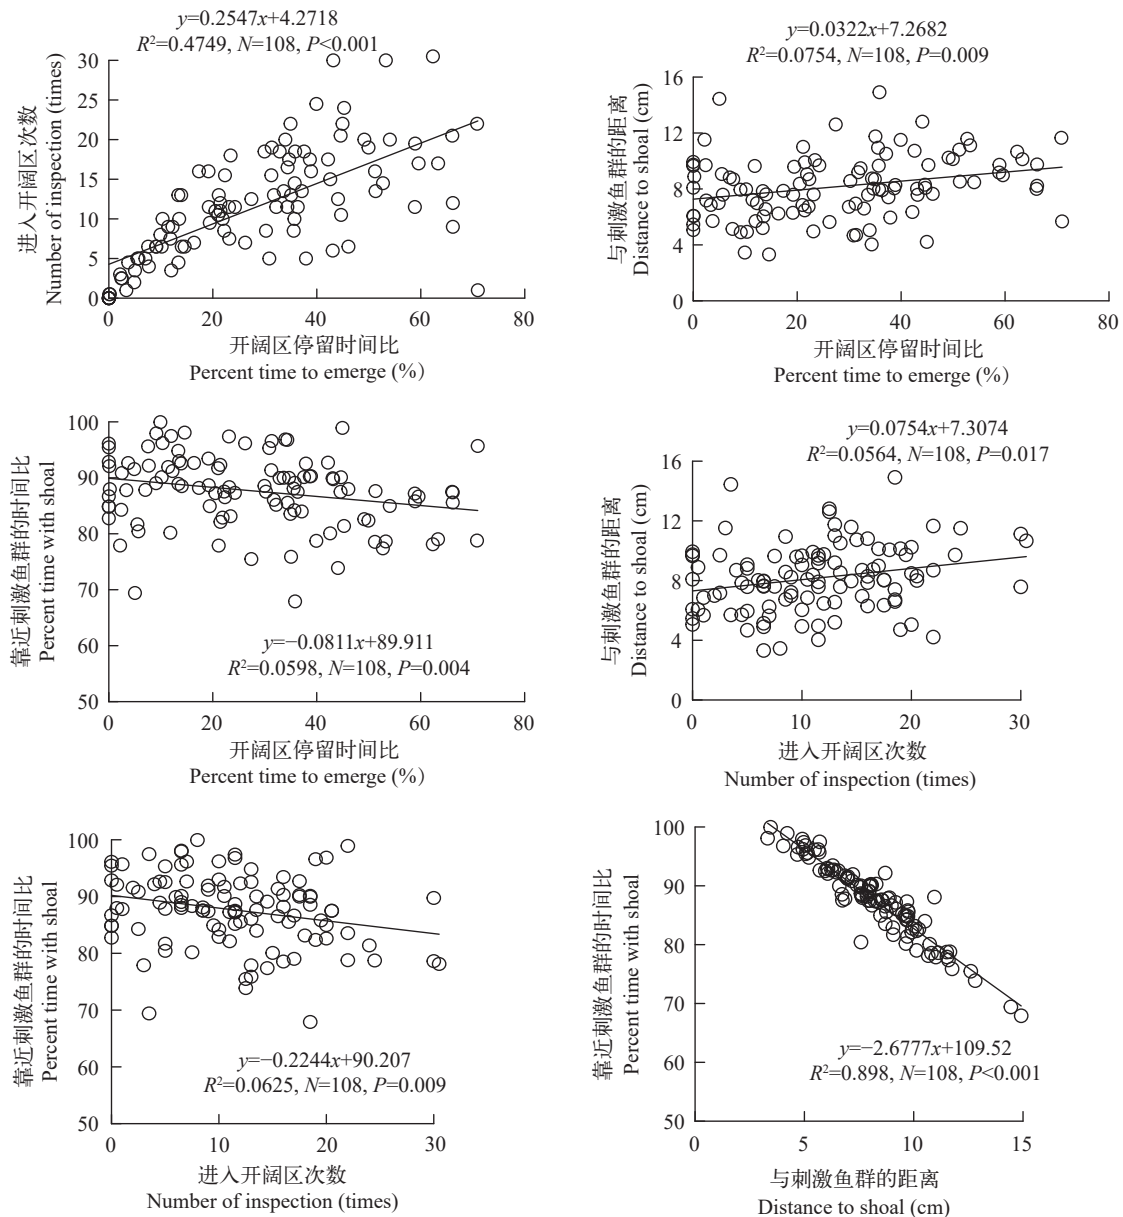 y=0.2547x+4.2718
R²=0.4749, N=108, P<0.001
30
25
20
15
10
5
0
进入开阔区次数
Number of inspection (times)
0 20 40 60 80
开阔区停留时间比
Percent time to emerge (%)
y=0.0322x+7.2682
R²=0.0754, N=108, P=0.009
16
12
8
4
0
与刺激鱼群的距离
Distance to shoal (cm)
0 20 40 60 80
开阔区停留时间比
Percent time to emerge (%)
100
90
80
70
60
50
靠近刺激鱼群的时间比
Percent time with shoal
y=−0.0811x+89.911
R²=0.0598, N=108, P=0.004
0 20 40 60 80
开阔区停留时间比
Percent time to emerge (%)
y=0.0754x+7.3074
R²=0.0564, N=108, P=0.017
16
12
8
4
0
与刺激鱼群的距离
Distance to shoal (cm)
0 10 20 30
进入开阔区次数
Number of inspection (times)
100
90
80
70
60
50
靠近刺激鱼群的时间比
Percent time with shoal
y=−0.2244x+90.207
R²=0.0625, N=108, P=0.009
0 10 20 30
进入开阔区次数
Number of inspection (times)
100
90
80
70
60
50
靠近刺激鱼群的时间比
Percent time with shoal
y=−2.6777x+109.52
R²=0.898, N=108, P<0.001
0 5 10 15
与刺激鱼群的距离
Distance to shoal (cm)